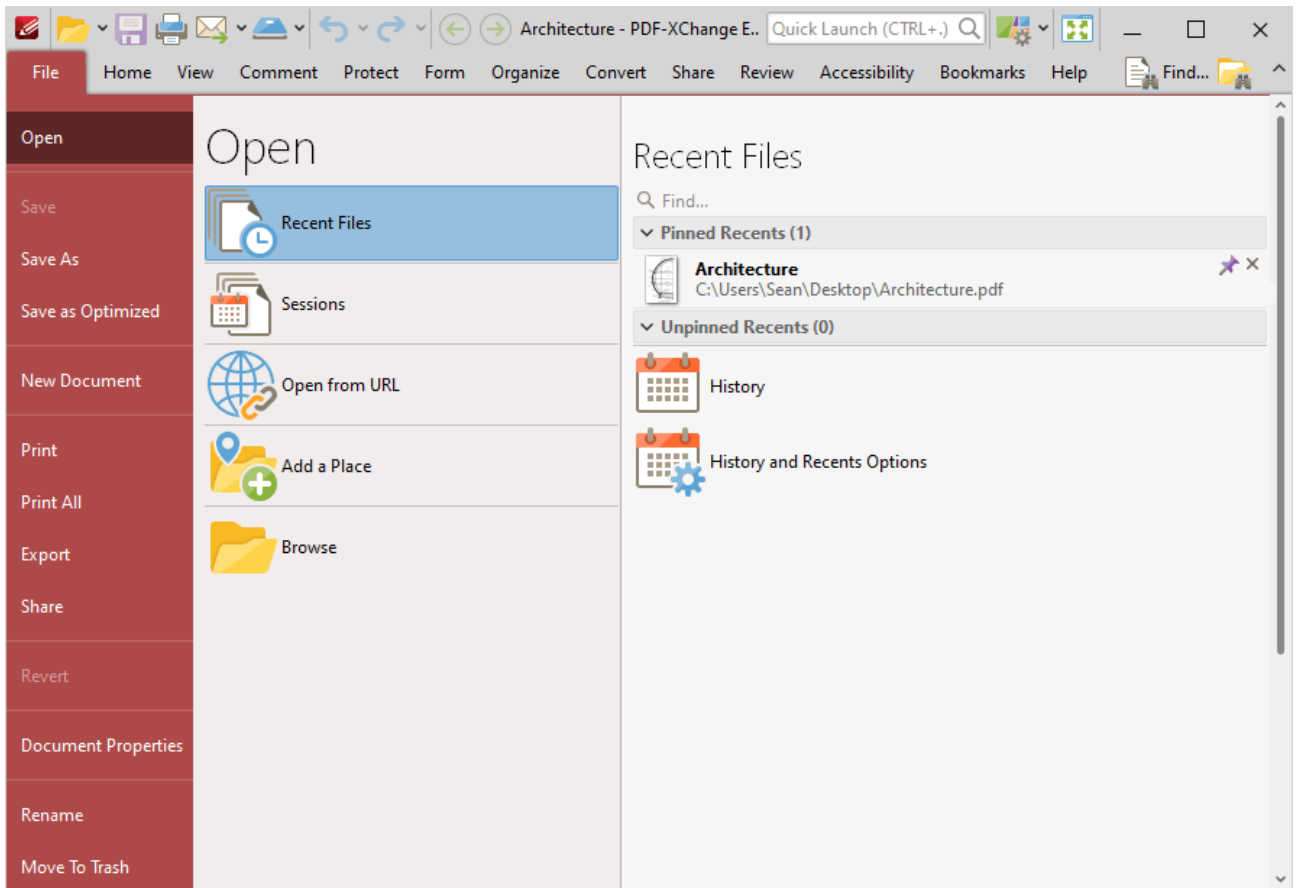 Architecture - PDF-XChange E.. Quick Launch (CTRL+.)
File Home View Comment Protect Form Organize Convert Share Review Accessibility Bookmarks Help Find...
Open
Save
Save As
Save as Optimized
New Document
Print
Print All
Export
Share
Revert
Document Properties
Rename
Move To Trash
Open
Recent Files
Sessions
Open from URL
Add a Place
Browse
Recent Files
Find...
Pinned Recents (1)
Architecture
C:\Users\Sean\Desktop\Architecture.pdf
Unpinned Recents (0)
History
History and Recents Options